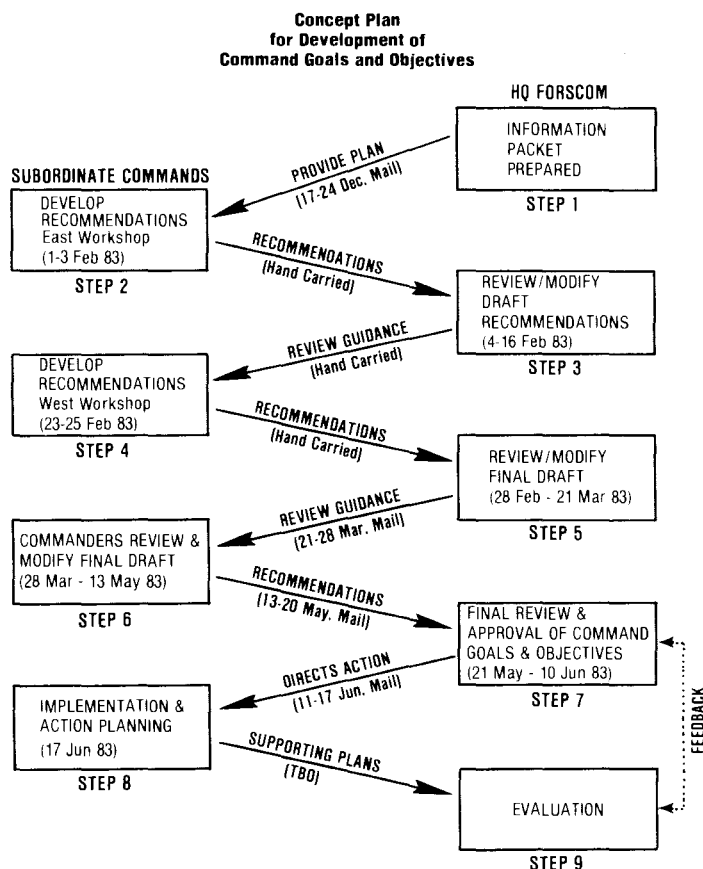 Concept Plan
for Development of
Command Goals and Objectives
HQ FORSCOM
INFORMATION
PACKET
PREPARED
STEP 1
PROVIDE PLAN
(17-24 Dec. Mail)
SUBORDINATE COMMANDS
DEVELOP
RECOMMENDATIONS
East Workshop
(1-3 Feb 83)
STEP 2
RECOMMENDATIONS
(Hand Carried)
REVIEW/MODIFY
DRAFT
RECOMMENDATIONS
(4-16 Feb 83)
STEP 3
REVIEW GUIDANCE
(Hand Carried)
DEVELOP
RECOMMENDATIONS
West Workshop
(23-25 Feb 83)
STEP 4
RECOMMENDATIONS
(Hand Carried)
REVIEW/MODIFY
FINAL DRAFT
(28 Feb - 21 Mar 83)
STEP 5
REVIEW GUIDANCE
(21-28 Mar. Mail)
COMMANDERS REVIEW &
MODIFY FINAL DRAFT
(28 Mar - 13 May 83)
STEP 6
RECOMMENDATIONS
(13-20 May. Mail)
FINAL REVIEW &
APPROVAL OF COMMAND
GOALS & OBJECTIVES
(21 May - 10 Jun 83)
STEP 7
DIRECTS ACTION
(11-17 Jun. Mail)
IMPLEMENTATION &
ACTION PLANNING
(17 Jun 83)
STEP 8
SUPPORTING PLANS
(TBD)
EVALUATION
STEP 9
FEEDBACK